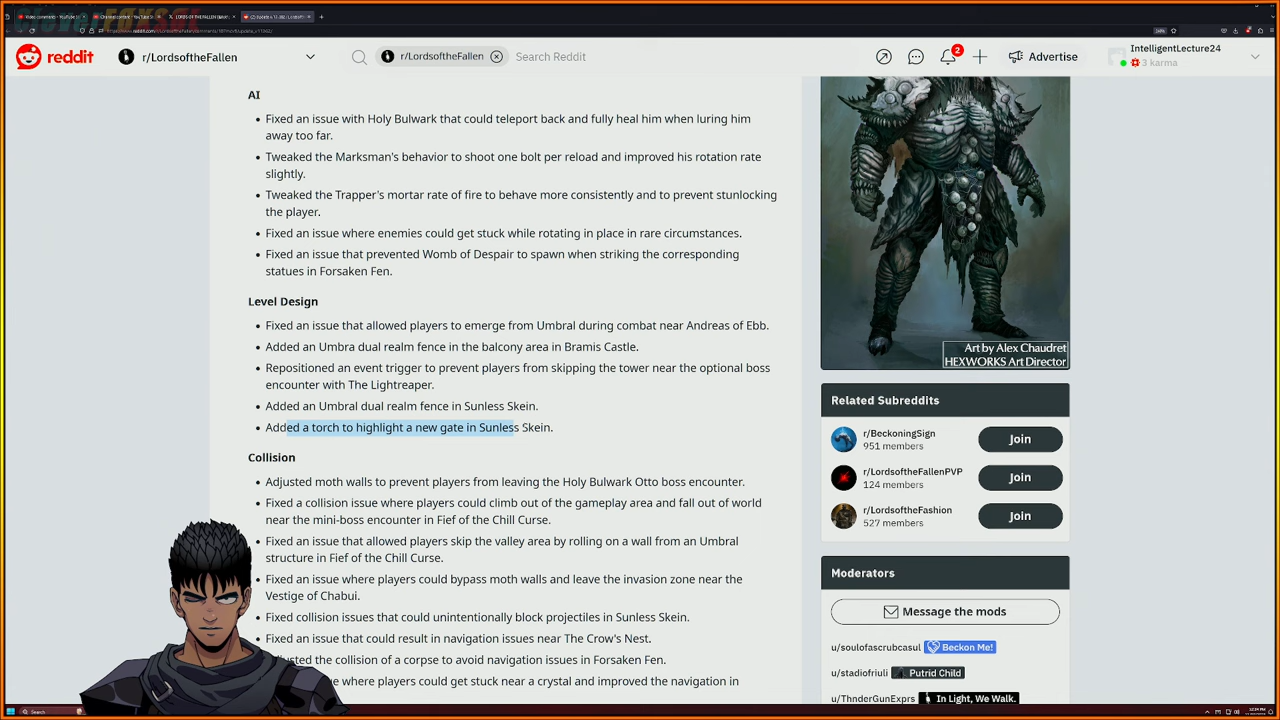 LORDS OF THE FALLEN
reddit
r/LordsoftheFallen
r/LordsoftheFallen
Search Reddit
2
Advertise
IntelligentLecture24
3 karma
AI
• Fixed an issue with Holy Bulwark that could teleport back and fully heal him when luring him
away too far.
• Tweaked the Marksman's behavior to shoot one bolt per reload and improved his rotation rate
slightly.
• Tweaked the Trapper's mortar rate of fire to behave more consistently and to prevent stunlocking
the player.
• Fixed an issue where enemies could get stuck while rotating in place in rare circumstances.
• Fixed an issue that prevented Womb of Despair to spawn when striking the corresponding
statues in Forsaken Fen.
Level Design
• Fixed an issue that allowed players to emerge from Umbral during combat near Andreas of Ebb.
• Added an Umbra dual realm fence in the balcony area in Bramis Castle.
• Repositioned an event trigger to prevent players from skipping the tower near the optional boss
encounter with The Lightreaper.
• Added an Umbral dual realm fence in Sunless Skein.
• Added a torch to highlight a new gate in Sunless Skein.
Collision
• Adjusted moth walls to prevent players from leaving the Holy Bulwark Otto boss encounter.
• Fixed a collision issue where players could climb out of the gameplay area and fall out of world
near the mini-boss encounter in Fief of the Chill Curse.
• Fixed an issue that allowed players skip the valley area by rolling on a wall from an Umbral
structure in Fief of the Chill Curse.
• Fixed an issue where players could bypass moth walls and leave the invasion zone near the
Vestige of Chabui.
• Fixed collision issues that could unintentionally block projectiles in Sunless Skein.
Fixed an issue that could result in navigation issues near The Crow's Nest.
the collision of a corpse to avoid navigation issues in Forsaken Fen.
where players could get stuck near a crystal and improved the navigation in
Art by Alex Chaudret
HEXWORKS Art Director
Related Subreddits
r/BeckoningSign
951 members
Join
r/LordsoftheFallenPVP
124 members
Join
r/LordsoftheFashion
527 members
Join
Moderators
Message the mods
u/soulofascrubcasul Beckon Me!
u/stadiofriuli Putrid Child
u/ThnderGunExprs In Light, We Walk.
Search